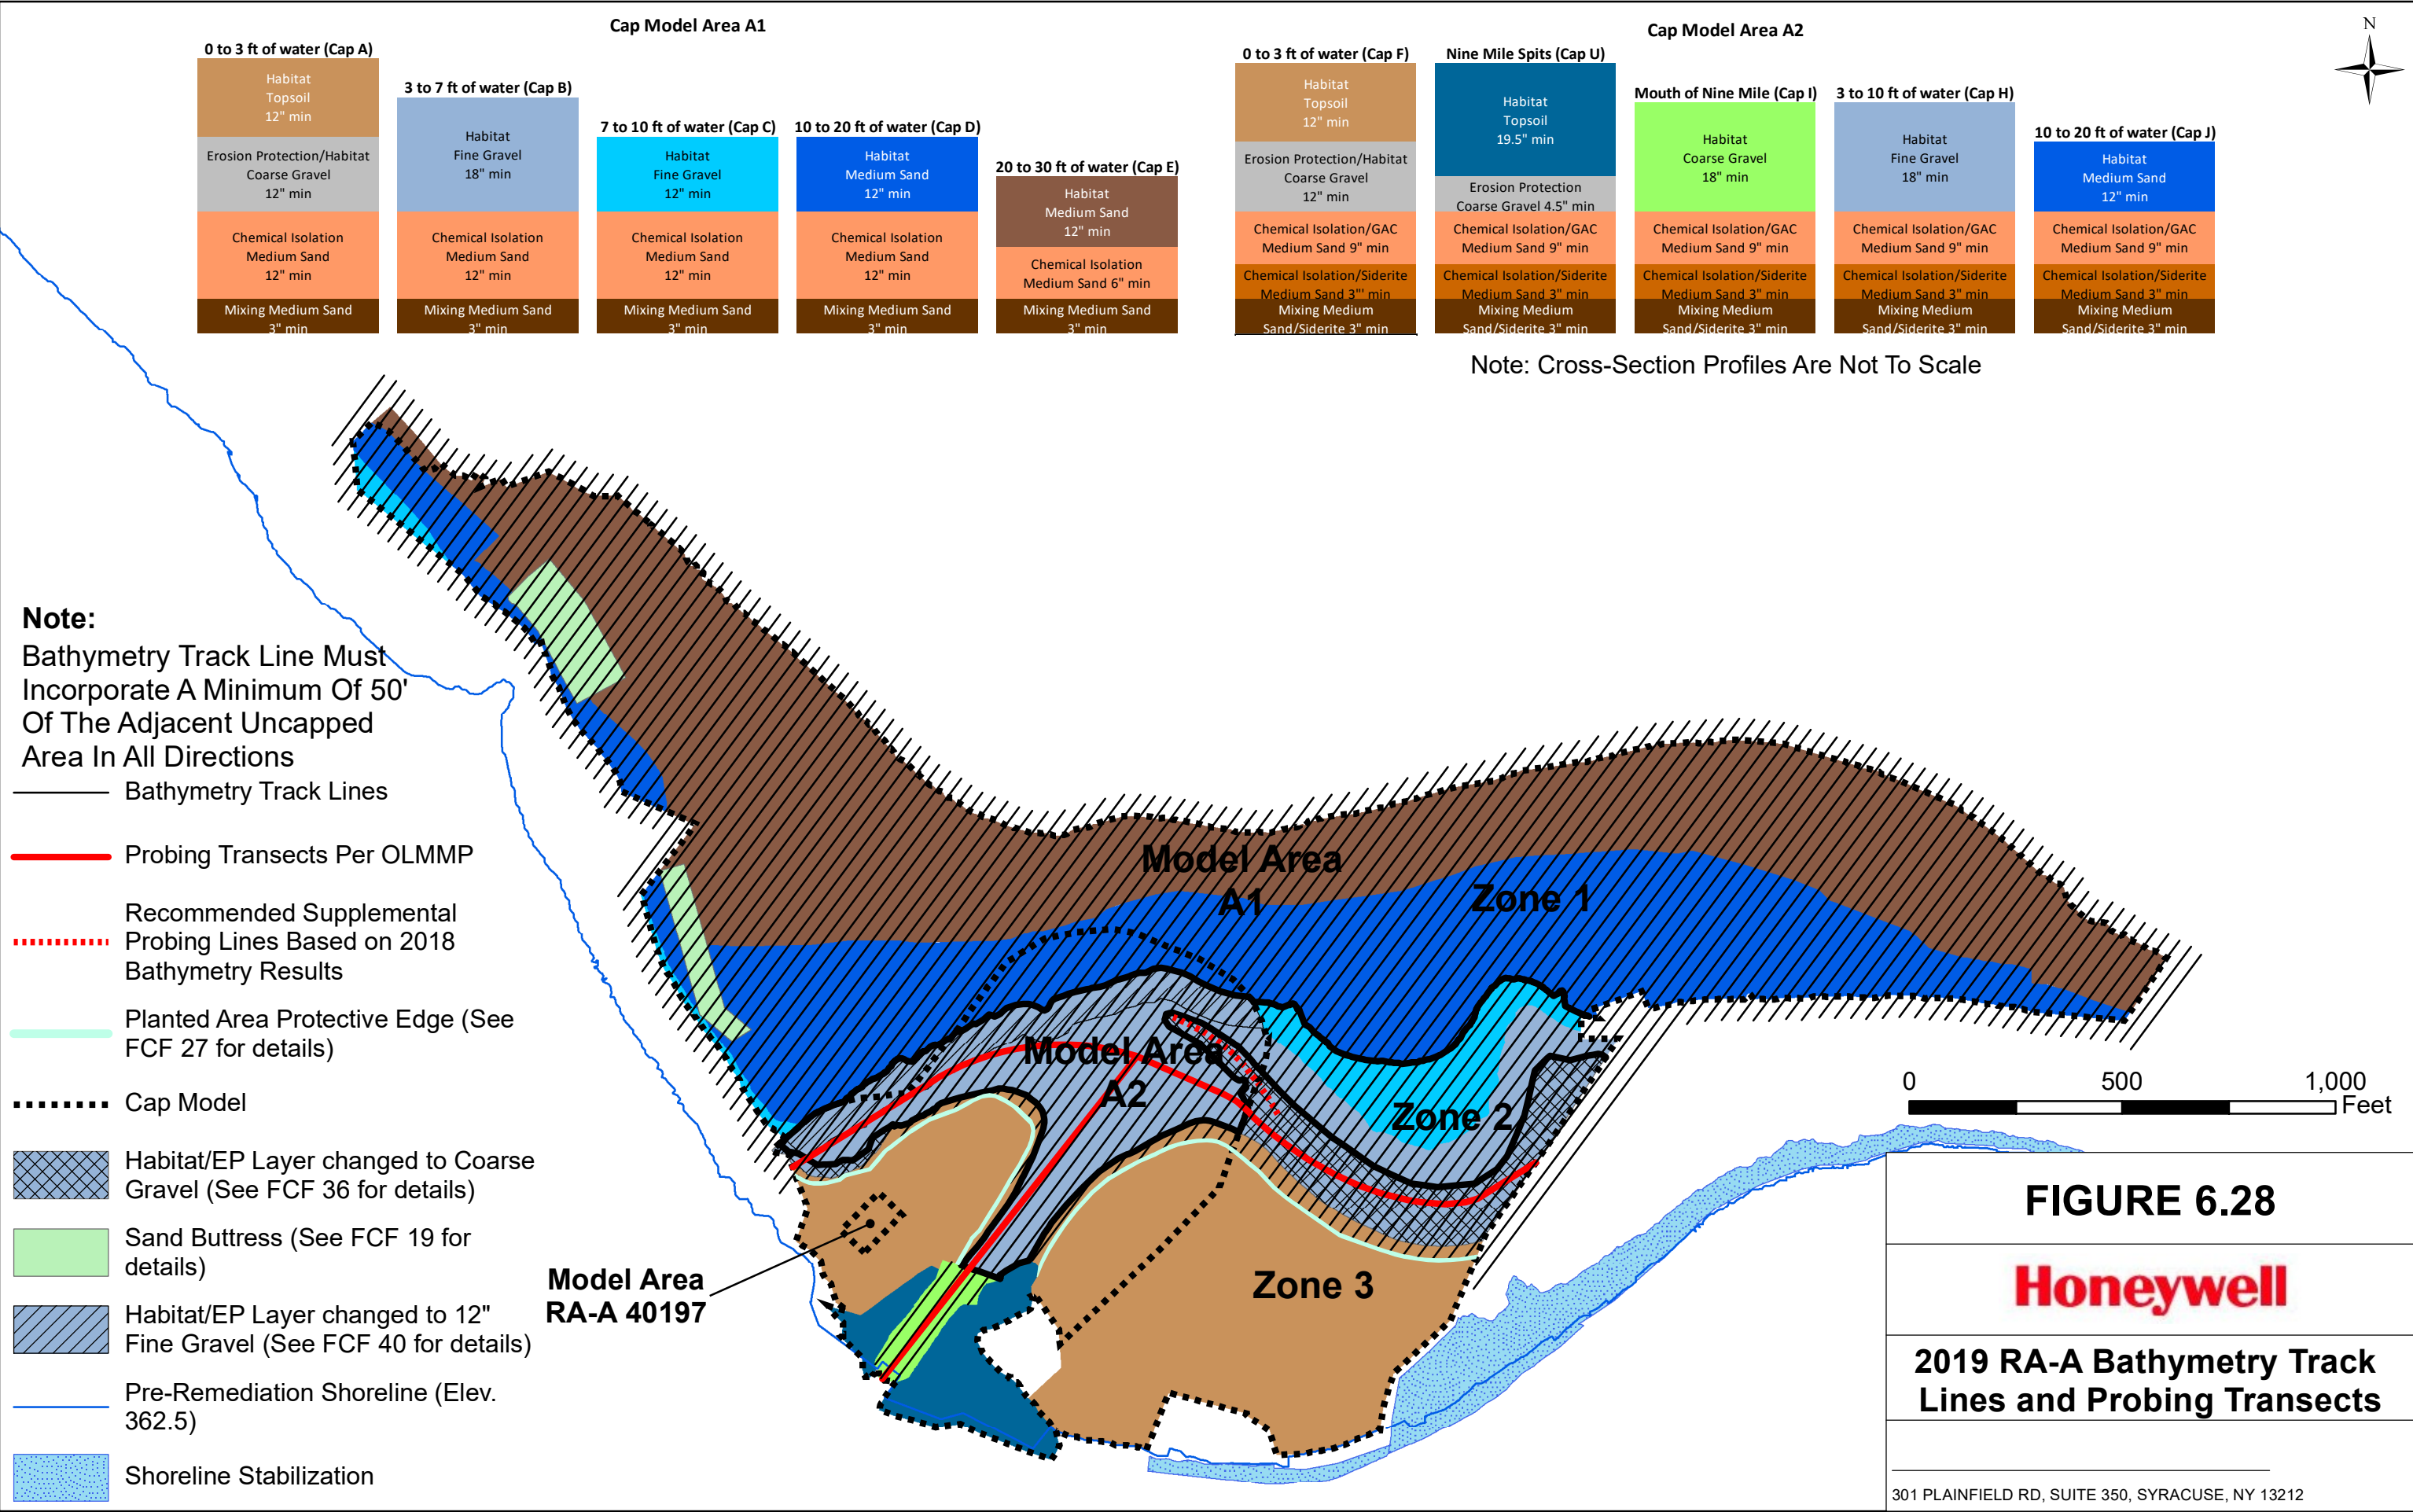 Cap Model Area A1
0 to 3 ft of water (Cap A)
Habitat
Topsoil
12" min
Erosion Protection/Habitat
Coarse Gravel
12" min
Chemical Isolation
Medium Sand
12" min
Mixing Medium Sand
3" min
3 to 7 ft of water (Cap B)
Habitat
Fine Gravel
18" min
Chemical Isolation
Medium Sand
12" min
Mixing Medium Sand
3" min
7 to 10 ft of water (Cap C)
Habitat
Fine Gravel
12" min
Chemical Isolation
Medium Sand
12" min
Mixing Medium Sand
3" min
10 to 20 ft of water (Cap D)
Habitat
Medium Sand
12" min
Chemical Isolation
Medium Sand
12" min
Mixing Medium Sand
3" min
20 to 30 ft of water (Cap E)
Habitat
Medium Sand
12" min
Chemical Isolation
Medium Sand 6" min
Mixing Medium Sand
3" min
Cap Model Area A2
0 to 3 ft of water (Cap F)
Habitat
Topsoil
12" min
Erosion Protection/Habitat
Coarse Gravel
12" min
Chemical Isolation/GAC
Medium Sand 9" min
Chemical Isolation/Siderite
Medium Sand 3"' min
Mixing Medium
Sand/Siderite 3" min
Nine Mile Spits (Cap U)
Habitat
Topsoil
19.5" min
Erosion Protection
Coarse Gravel 4.5" min
Chemical Isolation/GAC
Medium Sand 9" min
Chemical Isolation/Siderite
Medium Sand 3" min
Mixing Medium
Sand/Siderite 3" min
Mouth of Nine Mile (Cap I)
Habitat
Coarse Gravel
18" min
Chemical Isolation/GAC
Medium Sand 9" min
Chemical Isolation/Siderite
Medium Sand 3" min
Mixing Medium
Sand/Siderite 3" min
3 to 10 ft of water (Cap H)
Habitat
Fine Gravel
18" min
Chemical Isolation/GAC
Medium Sand 9" min
Chemical Isolation/Siderite
Medium Sand 3" min
Mixing Medium
Sand/Siderite 3" min
10 to 20 ft of water (Cap J)
Habitat
Medium Sand
12" min
Chemical Isolation/GAC
Medium Sand 9" min
Chemical Isolation/Siderite
Medium Sand 3" min
Mixing Medium
Sand/Siderite 3" min
N
Note: Cross-Section Profiles Are Not To Scale
Note:
Bathymetry Track Line Must
Incorporate A Minimum Of 50'
Of The Adjacent Uncapped
Area In All Directions
Bathymetry Track Lines
Probing Transects Per OLMMP
Recommended Supplemental
Probing Lines Based on 2018
Bathymetry Results
Planted Area Protective Edge (See
FCF 27 for details)
Cap Model
Habitat/EP Layer changed to Coarse
Gravel (See FCF 36 for details)
Sand Buttress (See FCF 19 for
details)
Habitat/EP Layer changed to 12"
Fine Gravel (See FCF 40 for details)
Pre-Remediation Shoreline (Elev.
362.5)
Shoreline Stabilization
Model Area
A1
Zone 1
Model Area
A2
Zone 2
Zone 3
Model Area
RA-A 40197
0 500 1,000
Feet
FIGURE 6.28
Honeywell
2019 RA-A Bathymetry Track
Lines and Probing Transects
301 PLAINFIELD RD, SUITE 350, SYRACUSE, NY 13212